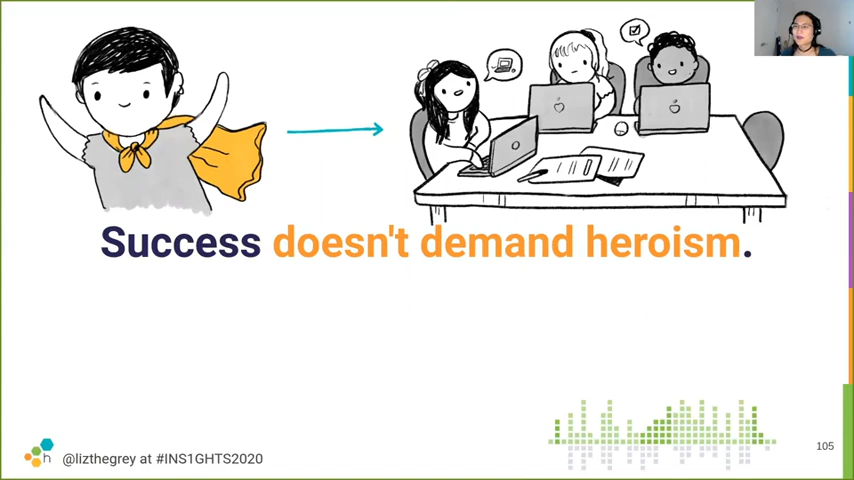 Success doesn't demand heroism.
h
@lizthegrey at #INS1GHTS2020
105